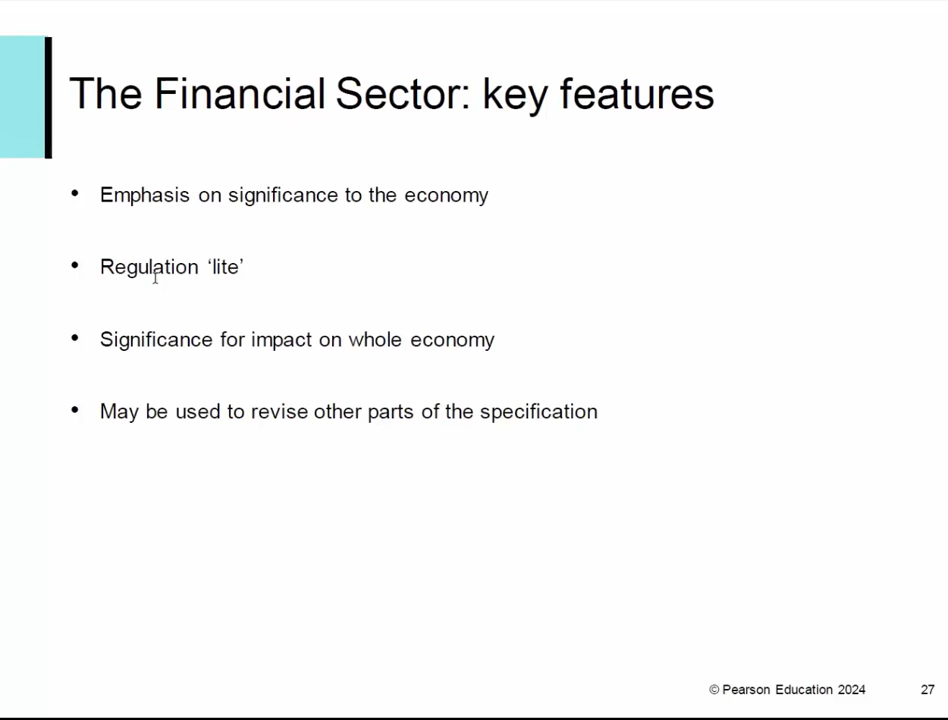 The Financial Sector: key features
• Emphasis on significance to the economy
• Regulation ‘lite’
• Significance for impact on whole economy
• May be used to revise other parts of the specification
© Pearson Education 2024
27